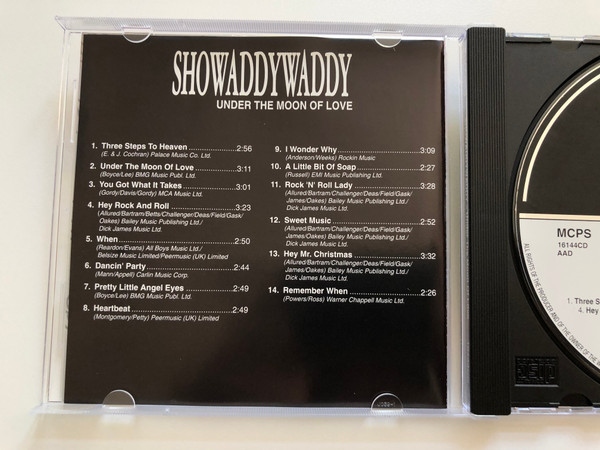 SHOWADDYWADDY
UNDER THE MOON OF LOVE
1. Three Steps To Heaven 2:56
(E. & J. Cochran) Palace Music Co. Ltd.
2. Under The Moon Of Love 3:11
(Boyce/Lee) BMG Music Publ. Ltd.
3. You Got What It Takes 3:01
(Gordy/Davis/Gordy) MCA Music Ltd.
4. Hey Rock And Roll 3:23
(Allured/Bartram/Betts/Challenger/Deas/Field/Gask/
Oakes) Bailey Music Publishing Ltd./
Dick James Music Ltd.
5. When 2:50
(Reardon/Evans) All Boys Music Ltd./
Belsize Music Limited/Peermusic (UK) Limited
6. Dancin' Party 2:44
(Mann/Appell) Carlin Music Corp.
7. Pretty Little Angel Eyes 2:49
(Boyce/Lee) BMG Music Publ. Ltd.
8. Heartbeat 2:49
(Montgomery/Petty) Peermusic (UK) Limited
9. I Wonder Why 3:09
(Anderson/Weeks) Rockin Music
10. A Little Bit Of Soap 2:27
(Russell) EMI Music Publishing Ltd.
11. Rock 'N' Roll Lady 3:28
(Allured/Bartram/Challenger/Deas/Field/Gask/
James/Oakes) Bailey Music Publishing Ltd./
Dick James Music Ltd.
12. Sweet Music 2:52
(Allured/Bartram/Challenger/Deas/Field/Gask/
James/Oakes) Bailey Music Publishing Ltd./
Dick James Music Ltd.
13. Hey Mr. Christmas 3:32
(Allured/Bartram/Challenger/Deas/Field/Gask/
James/Oakes) Bailey Music Publishing Ltd./
Dick James Music Ltd.
14. Remember When 2:26
(Powers/Ross) Warner Chappell Music Ltd.
MCPS
16144CD
AAD
1. Three S
4. Hey
ALL RIGHTS OF THE PRODUCER AND OF THE OWNER OF THE